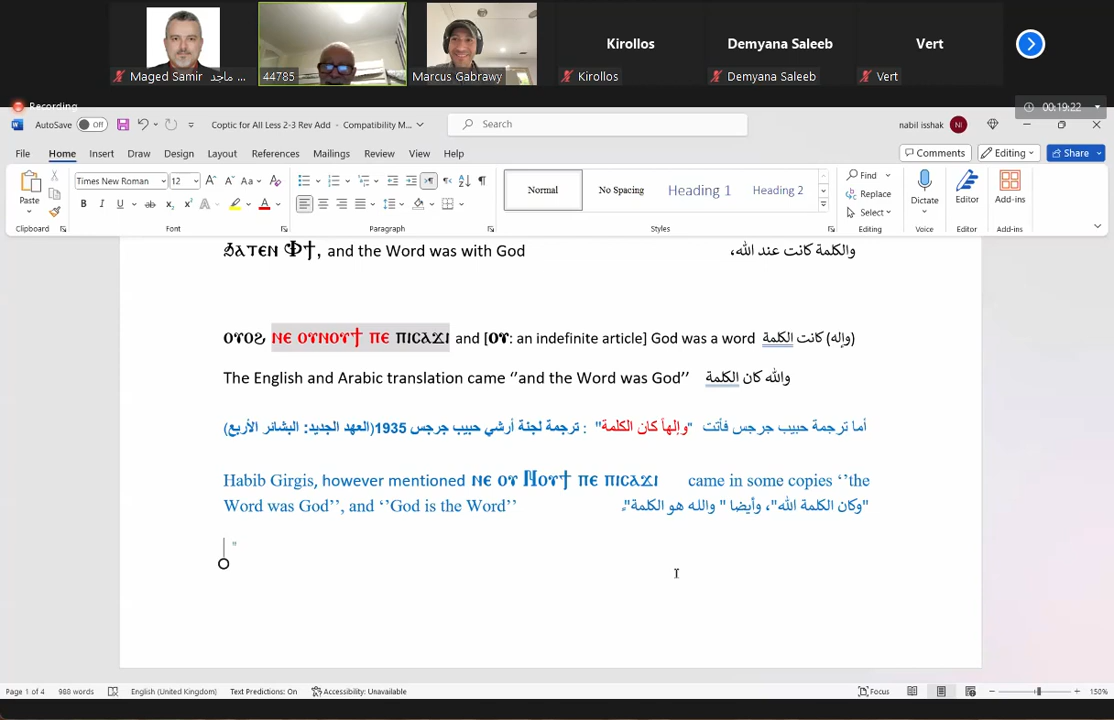 Kirollos
Demyana Saleeb
Vert
Maged Samir ماجد ...
44785
Marcus Gabrawy
Kirollos
Demyana Saleeb
Vert
Recording
00:19:22
AutoSave Off
Coptic for All Less 2-3 Rev Add - Compatibility M...
Search
nabil isshak NI
File Home Insert Draw Design Layout References Mailings Review View Help
Comments Editing Share
Paste
Times New Roman 12
Normal
No Spacing
Heading 1
Heading 2
Find
Replace
Select
Dictate
Editor
Add-ins
Clipboard Font Paragraph Styles Editing Voice Editor Add-ins
ϧⲁⲧⲉⲛ Ⲫϯ, and the Word was with God والكلمة كانت عند الله،
ⲟⲩⲟϩ ⲛⲉ ⲟⲩⲛⲟⲩϯ ⲡⲉ ⲡⲓⲥⲁϫⲓ and [ⲟⲩ: an indefinite article] God was a word (وإله) كانت الكلمة
The English and Arabic translation came ‘’and the Word was God’’ والله كان الكلمة
أما ترجمة حبيب جرجس فأتت "وإلهاً كان الكلمة" : ترجمة لجنة أرشي حبيب جرجس 1935(العهد الجديد: البشائر الأربع)
Habib Girgis, however mentioned ⲛⲉ ⲟⲩ Ⲛⲟⲩϯ ⲡⲉ ⲡⲓⲥⲁϫⲓ came in some copies ‘’the
Word was God’’, and ‘’God is the Word’’ "وكان الكلمة الله"، وأيضا " والله هو الكلمة".
"
Page 1 of 4 988 words English (United Kingdom) Text Predictions: On Accessibility: Unavailable Focus 150%